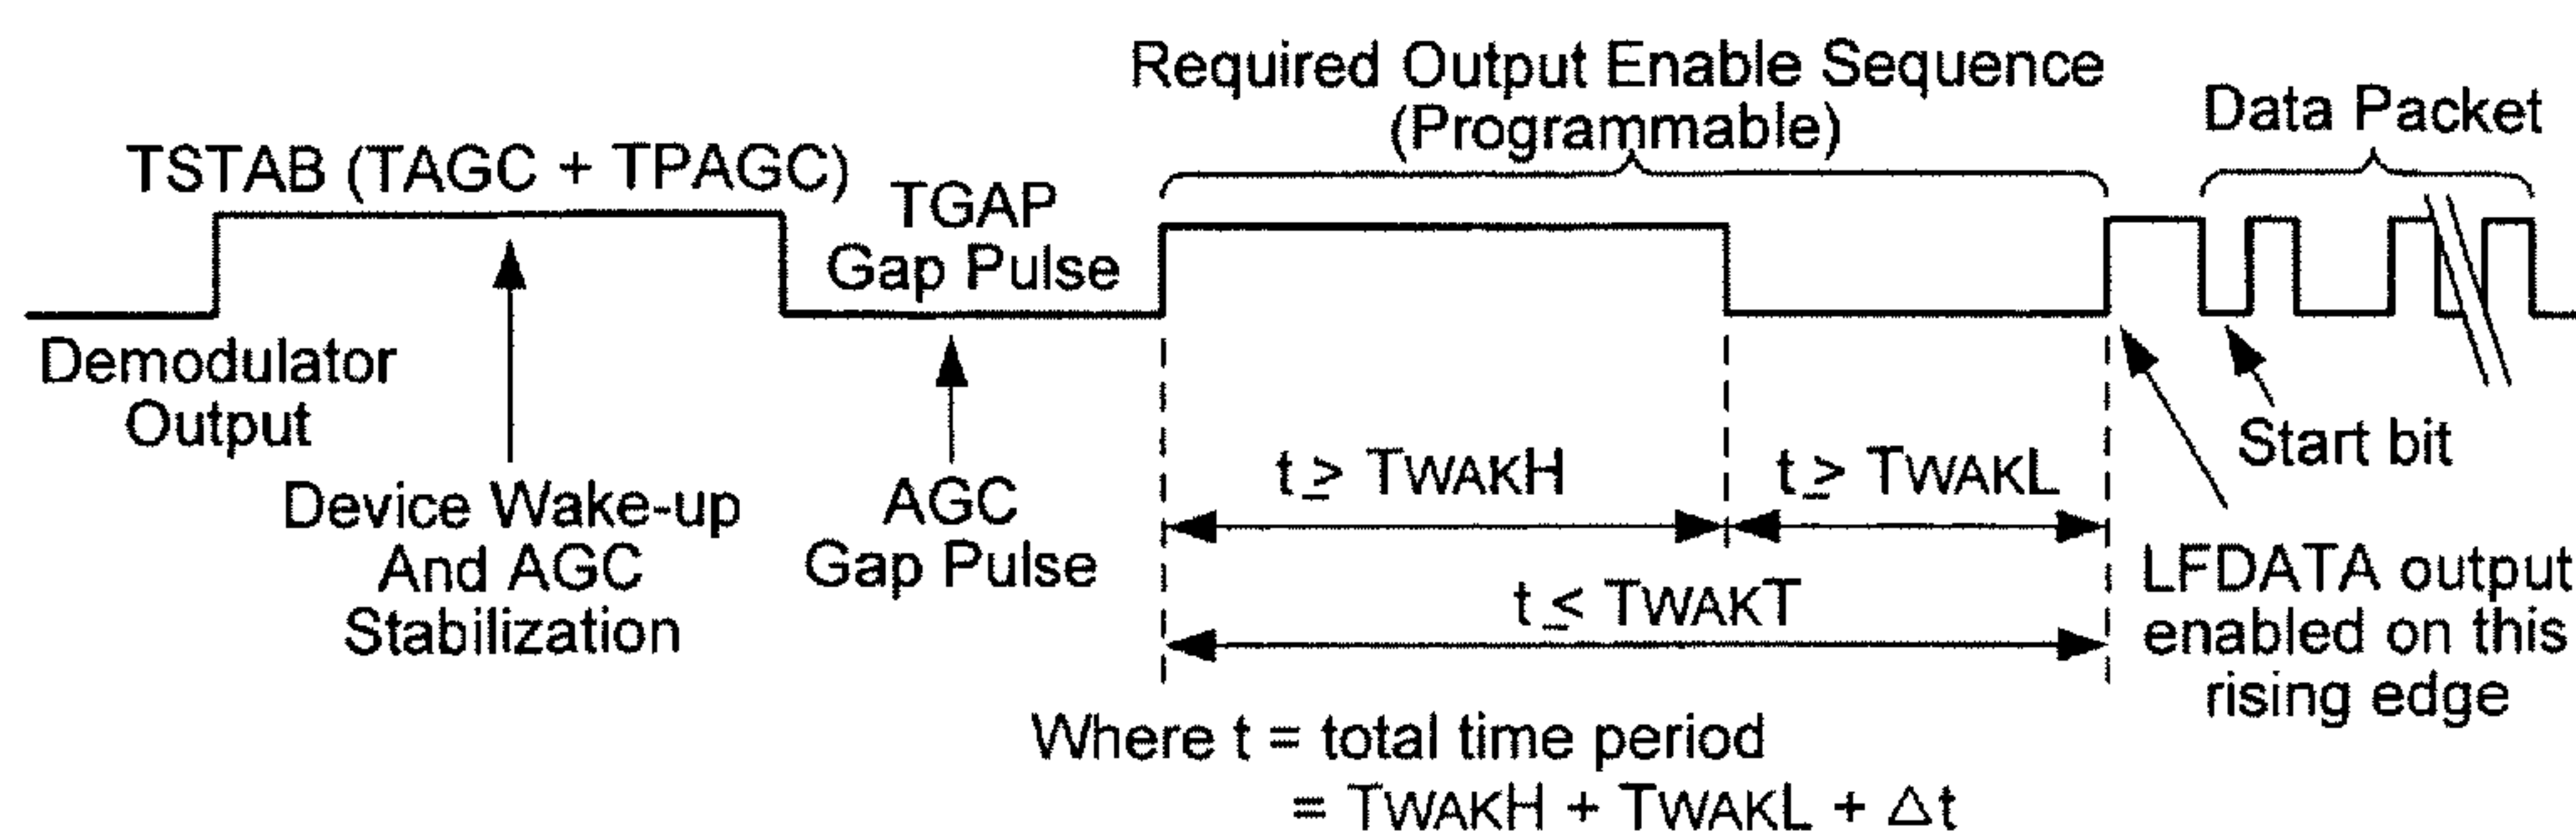 Required Output Enable Sequence
(Programmable)
Data Packet
TSTAB (TAGC + TPAGC)
TGAP
Gap Pulse
Demodulator
Output
Device Wake-up
And AGC
Stabilization
AGC
Gap Pulse
t ≥ TWAKH
t ≥ TWAKL
t ≤ TWAKT
Start bit
LFDATA output
enabled on this
rising edge
Where t = total time period
= TWAKH + TWAKL + △t